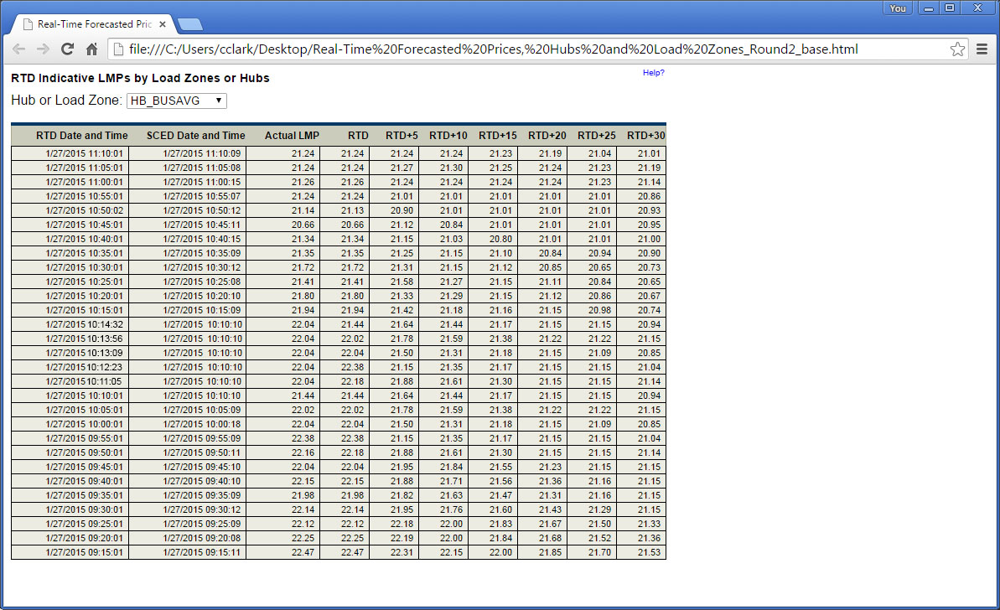 You
Real-Time Forecasted Pric
file:///C:/Users/cclark/Desktop/Real-Time%20Forecasted%20Prices,%20Hubs%20and%20Load%20Zones_Round2_base.html
RTD Indicative LMPs by Load Zones or Hubs Help?
Hub or Load Zone: HB_BUSAVG
RTD Date and Time SCED Date and Time Actual LMP RTD RTD+5 RTD+10 RTD+15 RTD+20 RTD+25 RTD+30
1/27/2015 11:10:01 1/27/2015 11:10:09 21.24 21.24 21.24 21.24 21.23 21.19 21.04 21.01
1/27/2015 11:05:01 1/27/2015 11:05:08 21.24 21.24 21.27 21.30 21.25 21.24 21.23 21.19
1/27/2015 11:00:01 1/27/2015 11:00:15 21.26 21.26 21.24 21.24 21.24 21.24 21.23 21.14
1/27/2015 10:55:01 1/27/2015 10:55:07 21.24 21.24 21.01 21.01 21.01 21.01 21.01 20.86
1/27/2015 10:50:02 1/27/2015 10:50:12 21.14 21.13 20.90 21.01 21.01 21.01 21.01 20.93
1/27/2015 10:45:01 1/27/2015 10:45:11 20.66 20.66 21.12 20.84 21.01 21.01 21.01 20.95
1/27/2015 10:40:01 1/27/2015 10:40:15 21.34 21.34 21.15 21.03 20.80 21.01 21.01 21.00
1/27/2015 10:35:01 1/27/2015 10:35:09 21.35 21.35 21.25 21.15 21.10 20.84 20.94 20.90
1/27/2015 10:30:01 1/27/2015 10:30:12 21.72 21.72 21.31 21.15 21.12 20.85 20.65 20.73
1/27/2015 10:25:01 1/27/2015 10:25:08 21.41 21.41 21.58 21.27 21.15 21.11 20.84 20.65
1/27/2015 10:20:01 1/27/2015 10:20:10 21.80 21.80 21.33 21.29 21.15 21.12 20.86 20.67
1/27/2015 10:15:01 1/27/2015 10:15:09 21.94 21.94 21.42 21.18 21.16 21.15 20.98 20.74
1/27/2015 10:14:32 1/27/2015 10:10:10 22.04 21.44 21.64 21.44 21.17 21.15 21.15 20.94
1/27/2015 10:13:56 1/27/2015 10:10:10 22.04 22.02 21.78 21.59 21.38 21.22 21.22 21.15
1/27/2015 10:13:09 1/27/2015 10:10:10 22.04 22.04 21.50 21.31 21.18 21.15 21.09 20.85
1/27/2015 10:12:23 1/27/2015 10:10:10 22.04 22.38 21.15 21.35 21.17 21.15 21.15 21.04
1/27/2015 10:11:05 1/27/2015 10:10:10 22.04 22.18 21.88 21.61 21.30 21.15 21.15 21.14
1/27/2015 10:10:01 1/27/2015 10:10:10 21.44 21.44 21.64 21.44 21.17 21.15 21.15 20.94
1/27/2015 10:05:01 1/27/2015 10:05:09 22.02 22.02 21.78 21.59 21.38 21.22 21.22 21.15
1/27/2015 10:00:01 1/27/2015 10:00:18 22.04 22.04 21.50 21.31 21.18 21.15 21.09 20.85
1/27/2015 09:55:01 1/27/2015 09:55:09 22.38 22.38 21.15 21.35 21.17 21.15 21.15 21.04
1/27/2015 09:50:01 1/27/2015 09:50:11 22.16 22.18 21.88 21.61 21.30 21.15 21.15 21.14
1/27/2015 09:45:01 1/27/2015 09:45:10 22.04 22.04 21.95 21.84 21.55 21.23 21.15 21.15
1/27/2015 09:40:01 1/27/2015 09:40:10 22.15 22.15 21.88 21.71 21.56 21.36 21.16 21.15
1/27/2015 09:35:01 1/27/2015 09:35:09 21.98 21.98 21.82 21.63 21.47 21.31 21.16 21.15
1/27/2015 09:30:01 1/27/2015 09:30:12 22.14 22.14 21.95 21.76 21.60 21.43 21.29 21.15
1/27/2015 09:25:01 1/27/2015 09:25:09 22.12 22.12 22.18 22.00 21.83 21.67 21.50 21.33
1/27/2015 09:20:01 1/27/2015 09:20:08 22.25 22.25 22.19 22.00 21.84 21.68 21.52 21.36
1/27/2015 09:15:01 1/27/2015 09:15:11 22.47 22.47 22.31 22.15 22.00 21.85 21.70 21.53